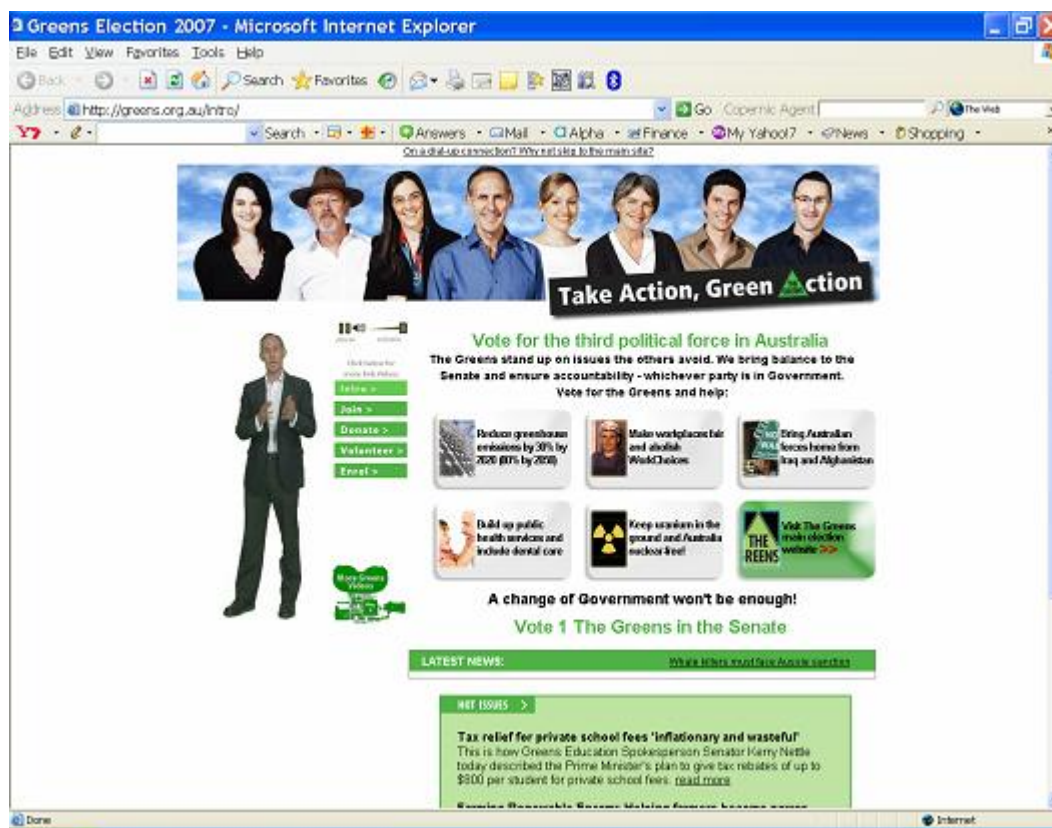 Greens Election 2007 - Microsoft Internet Explorer
File Edit View Favorites Tools Help
Back Search Favorites
Address http://greens.org.au/intro/ Go Copernic Agent The Web
Y7 Search Answers Mail Alpha Finance My Yahoo!7 News Shopping
On a dial-up connection? Why not skip to the main site?
Take Action, Green Action
Vote for the third political force in Australia
The Greens stand up on issues the others avoid. We bring balance to the
Senate and ensure accountability - whichever party is in Government.
Vote for the Greens and help:
Intro >
Join >
Donate >
Volunteer >
Enrol >
Reduce greenhouse
emissions by 30% by
2020 (80% by 2050)
Make workplaces fair
and abolish
WorkChoices
Bring Australian
forces home from
Iraq and Afghanistan
Build up public
health services and
include dental care
Keep uranium in the
ground and Australia
nuclear-free!
THE
REENS
Visit The Greens
main election
website >>
More Greens
Videos
A change of Government won't be enough!
Vote 1 The Greens in the Senate
LATEST NEWS: Whale killers must face Aussie sanction
HOT ISSUES >
Tax relief for private school fees 'inflationary and wasteful'
This is how Greens Education Spokesperson Senator Kerry Nettle
today described the Prime Minister's plan to give tax rebates of up to
$800 per student for private school fees. read more
Done Internet